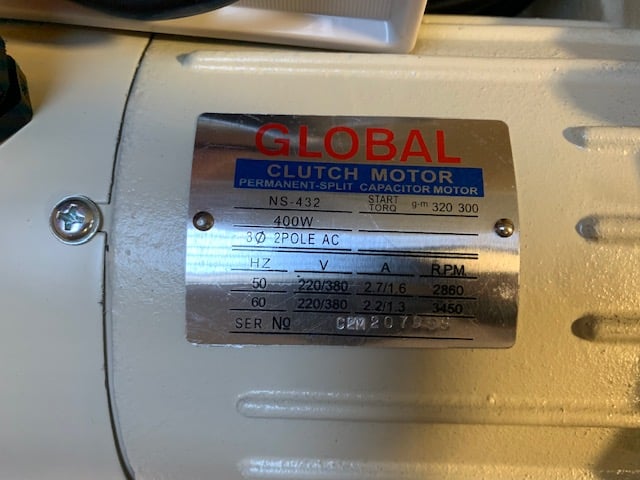 GLOBAL
CLUTCH MOTOR
PERMANENT-SPLIT CAPACITOR MOTOR
NS-432 START TORQ g-m 320 300
400W
3Ø 2POLE AC
HZ V A R.P.M
50 220/380 2.7/1.6 2860
60 220/380 2.2/1.3 3450
SER No